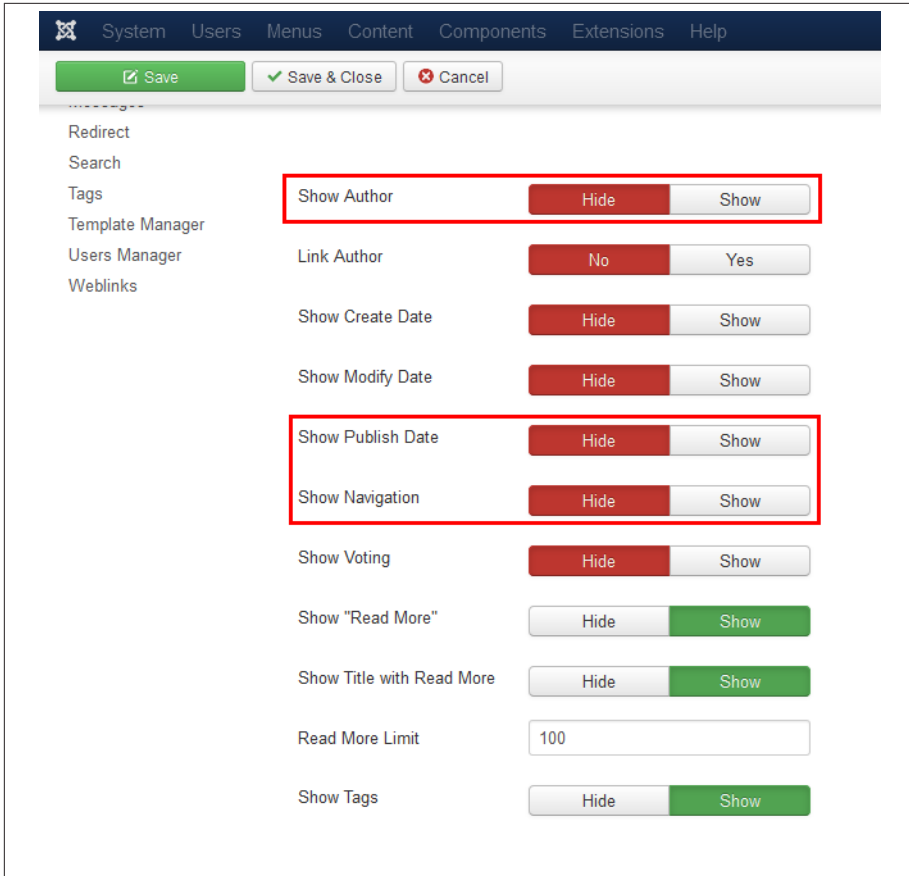 System Users Menus Content Components Extensions Help
Save Save & Close Cancel
Messages
Redirect
Search
Tags
Template Manager
Users Manager
Weblinks
Show Author Hide Show
Link Author No Yes
Show Create Date Hide Show
Show Modify Date Hide Show
Show Publish Date Hide Show
Show Navigation Hide Show
Show Voting Hide Show
Show "Read More" Hide Show
Show Title with Read More Hide Show
Read More Limit 100
Show Tags Hide Show